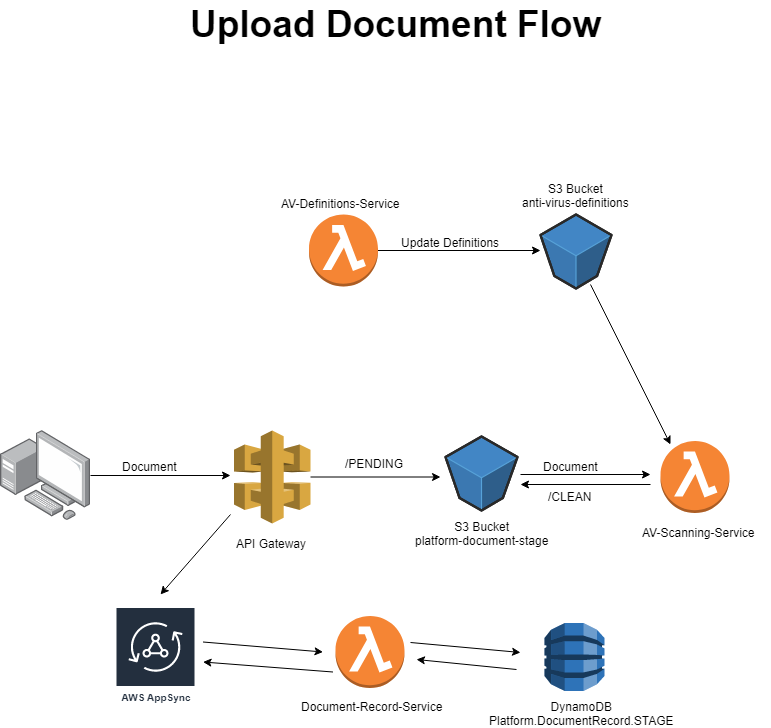 Upload Document Flow
S3 Bucket
anti-virus-definitions
AV-Definitions-Service
Update Definitions
Document
/PENDING
Document
/CLEAN
S3 Bucket
platform-document-stage
AV-Scanning-Service
API Gateway
AWS AppSync
Document-Record-Service
DynamoDB
Platform.DocumentRecord.STAGE